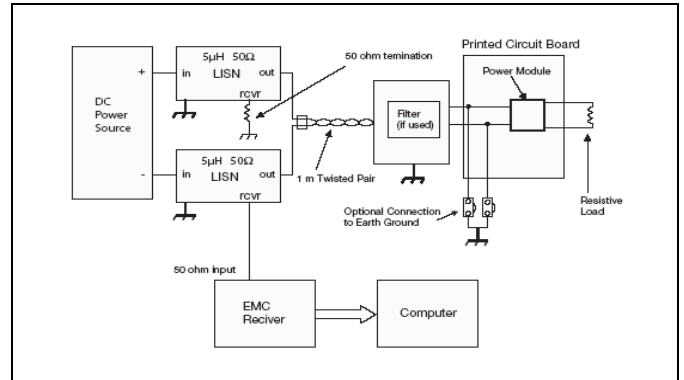 Printed Circuit Board
5µH 50Ω
LISN
+
in
out
rcvr
50 ohm temination
Power Module
DC
Power
Source
Filter
(if used)
5µH 50Ω
LISN
-
in
out
rcvr
1 m Twisted Pair
Optional Connection
to Earth Ground
Resistive
Load
50 ohm input
EMC
Reciver
Computer